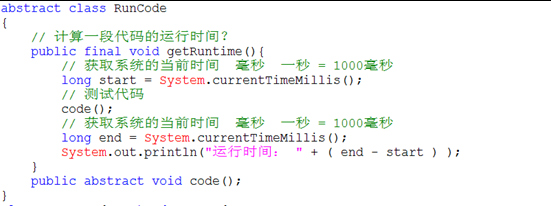 abstract class RunCode
{
    // 计算一段代码的运行时间?
    public final void getRuntime(){
        // 获取系统的当前时间  毫秒  一秒 = 1000毫秒
        long start = System.currentTimeMillis();
        // 测试代码
        code();
        // 获取系统的当前时间  毫秒  一秒 = 1000毫秒
        long end = System.currentTimeMillis();
        System.out.println("运行时间: " + ( end - start ) );
    }
    public abstract void code();
}